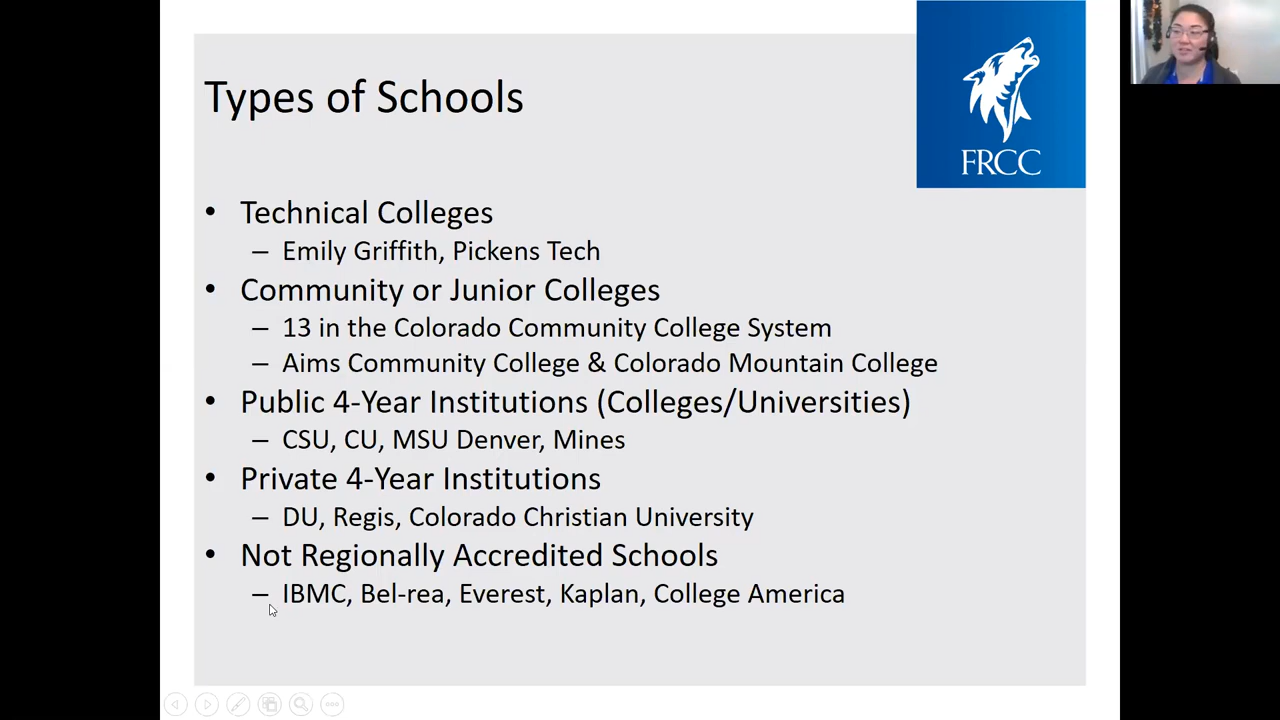 Types of Schools
FRCC
• Technical Colleges
– Emily Griffith, Pickens Tech
• Community or Junior Colleges
– 13 in the Colorado Community College System
– Aims Community College & Colorado Mountain College
• Public 4-Year Institutions (Colleges/Universities)
– CSU, CU, MSU Denver, Mines
• Private 4-Year Institutions
– DU, Regis, Colorado Christian University
• Not Regionally Accredited Schools
– IBMC, Bel-rea, Everest, Kaplan, College America